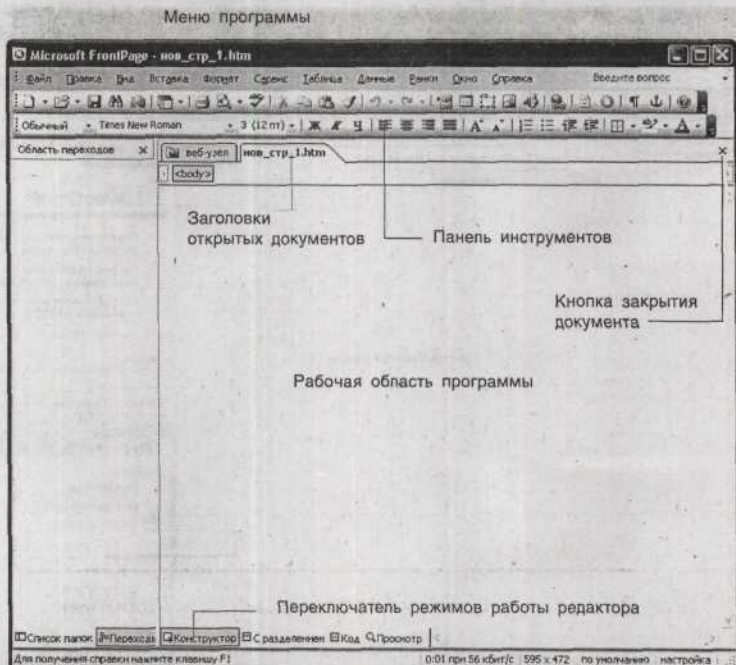 Меню программы
Microsoft FrontPage - нов_стр_1.htm
Файл Правка Вид Вставка Формат Сервис Таблица Данные Рамки Окно Справка Введите вопрос
Обычный Times New Roman 3 (12 пт) Ж К Ч
Область переходов
веб-узел нов_стр_1.htm
<body>
Заголовки
открытых документов
Панель инструментов
Кнопка закрытия
документа
Рабочая область программы
Переключатель режимов работы редактора
Список папок Переходы Конструктор С разделением Код Просмотр
Для получения справки нажмите клавишу F1 0:01 при 56 кбит/с 595 x 472 по умолчанию настройка